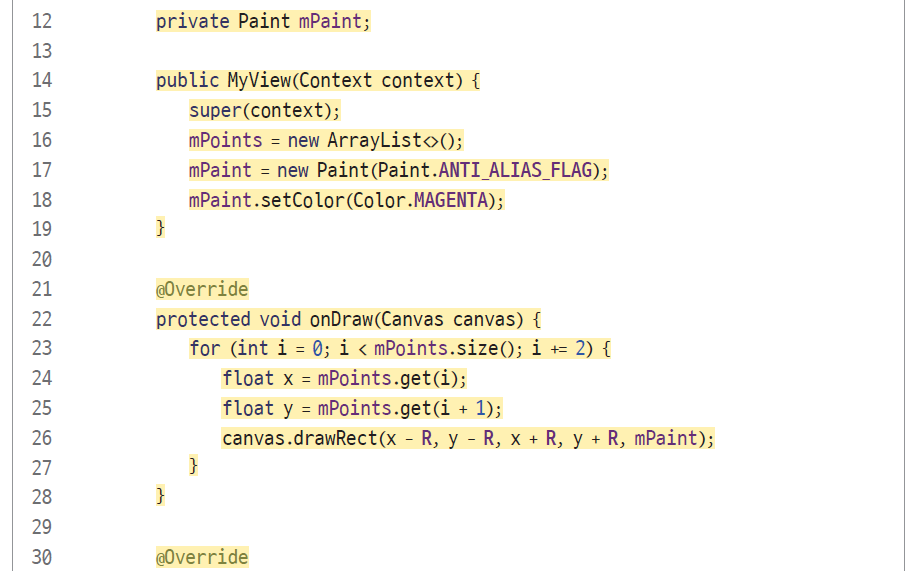 12 private Paint mPaint;
13
14 public MyView(Context context) {
15 super(context);
16 mPoints = new ArrayList<>();
17 mPaint = new Paint(Paint.ANTI_ALIAS_FLAG);
18 mPaint.setColor(Color.MAGENTA);
19 }
20
21 @Override
22 protected void onDraw(Canvas canvas) {
23 for (int i = 0; i < mPoints.size(); i += 2) {
24 float x = mPoints.get(i);
25 float y = mPoints.get(i + 1);
26 canvas.drawRect(x - R, y - R, x + R, y + R, mPaint);
27 }
28 }
29
30 @Override